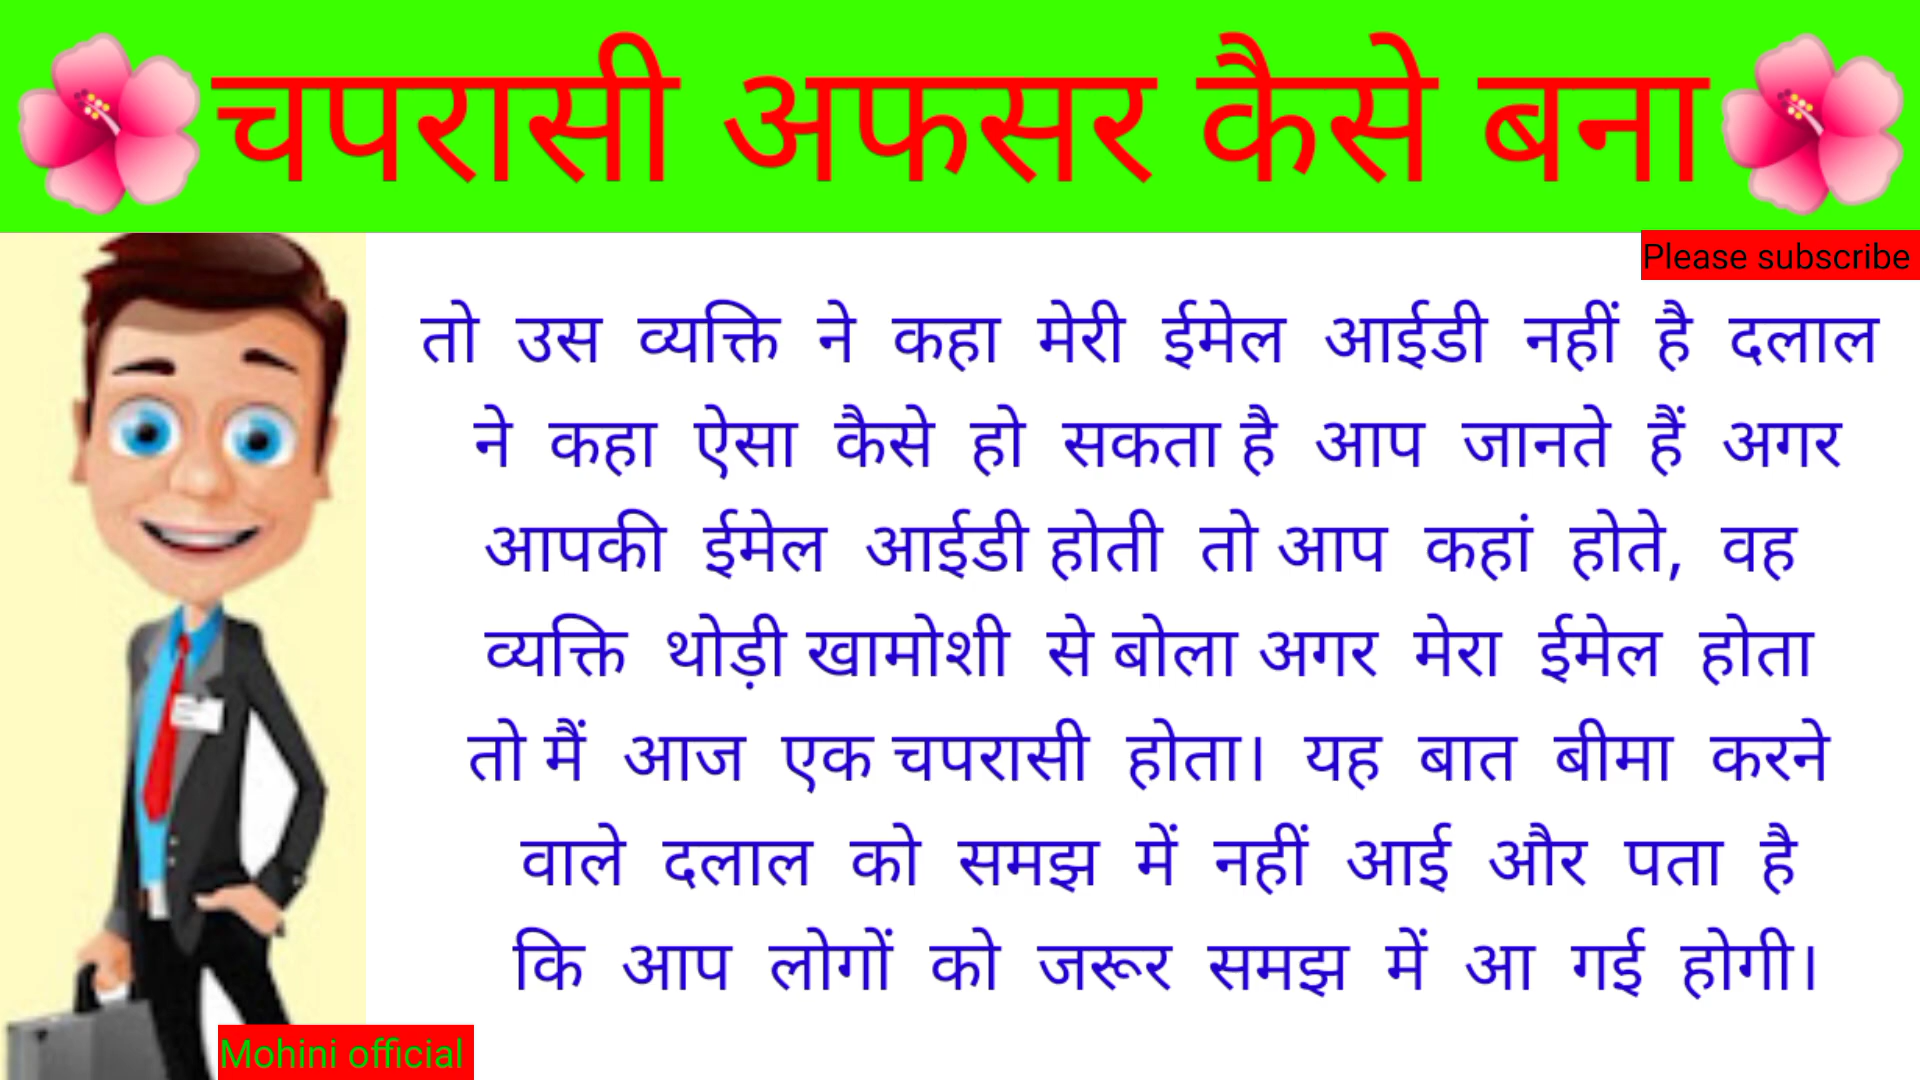 चपरासी अफसर कैसे बना
Please subscribe
तो उस व्यक्ति ने कहा मेरी ईमेल आईडी नहीं है दलाल
ने कहा ऐसा कैसे हो सकता है आप जानते हैं अगर
आपकी ईमेल आईडी होती तो आप कहां होते, वह
व्यक्ति थोड़ी खामोशी से बोला अगर मेरा ईमेल होता
तो मैं आज एक चपरासी होता। यह बात बीमा करने
वाले दलाल को समझ में नहीं आई और पता है
कि आप लोगों को जरूर समझ में आ गई होगी।
Mohini official